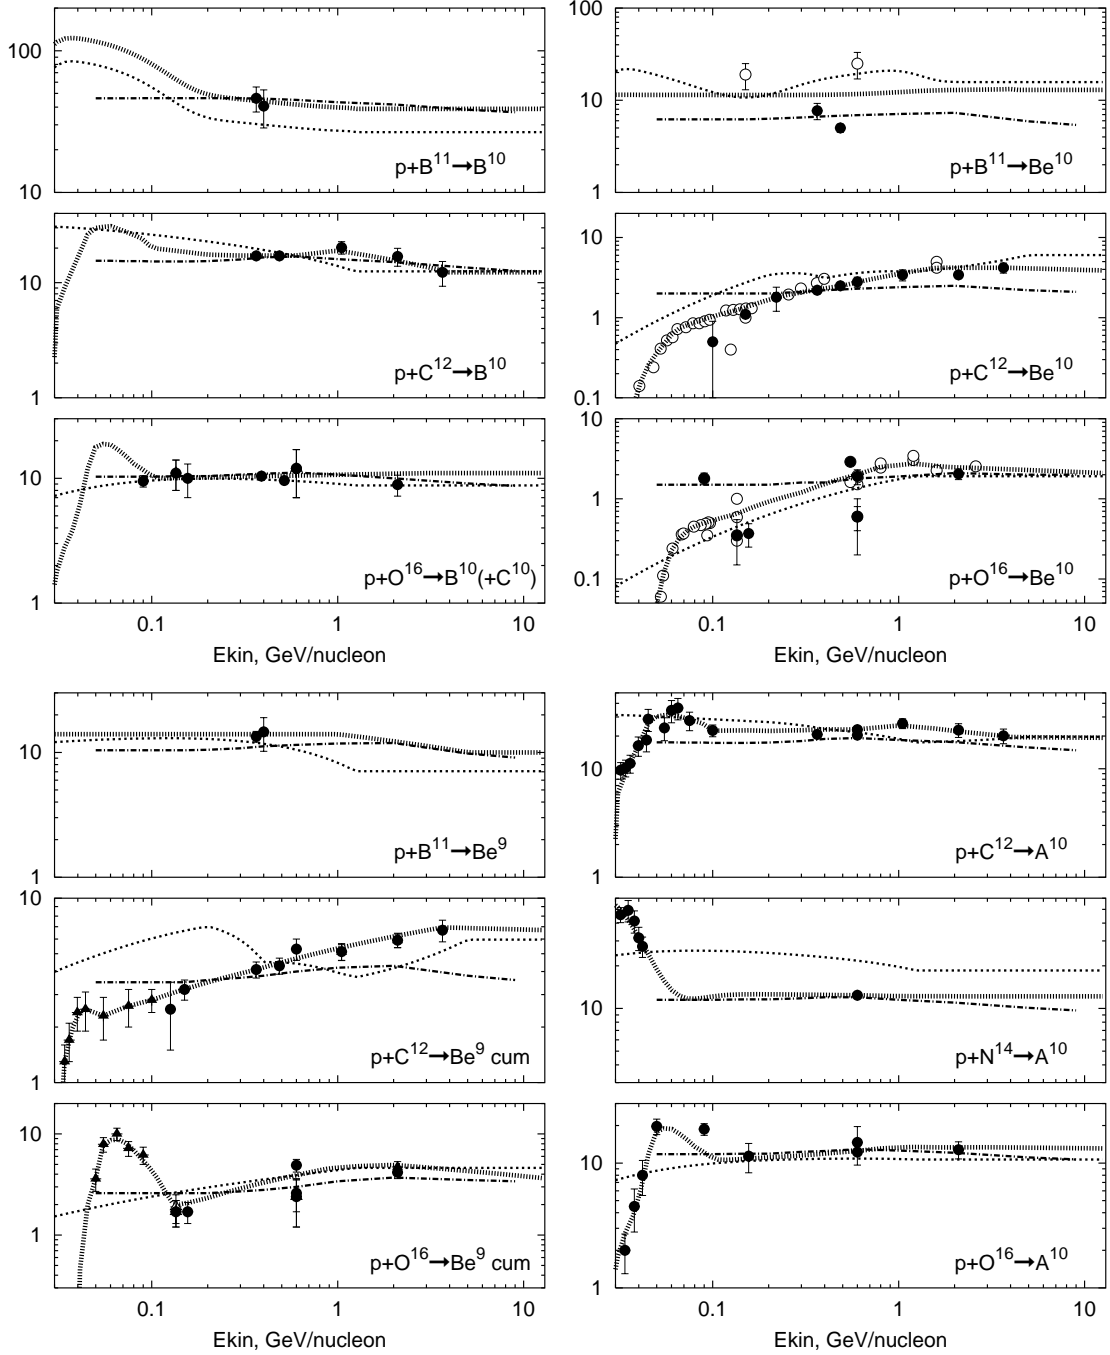 100
10
p+B¹¹→B¹⁰
100
10
1
p+B¹¹→Be¹⁰
10
1
p+C¹²→B¹⁰
10
1
0.1
p+C¹²→Be¹⁰
10
1
p+O¹⁶→B¹⁰(+C¹⁰)
0.1 1 10
Ekin, GeV/nucleon
10
1
0.1
p+O¹⁶→Be¹⁰
0.1 1 10
Ekin, GeV/nucleon
10
1
p+B¹¹→Be⁹
10
1
p+C¹²→A¹⁰
10
1
p+C¹²→Be⁹ cum
10
p+N¹⁴→A¹⁰
10
1
p+O¹⁶→Be⁹ cum
0.1 1 10
Ekin, GeV/nucleon
10
1
p+O¹⁶→A¹⁰
0.1 1 10
Ekin, GeV/nucleon